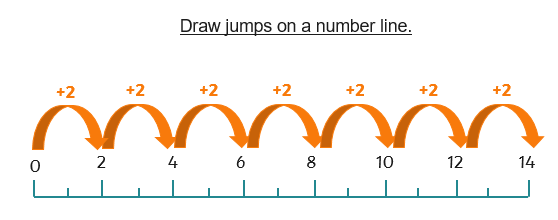 Draw jumps on a number line.
+2 +2 +2 +2 +2 +2 +2
0 2 4 6 8 10 12 14